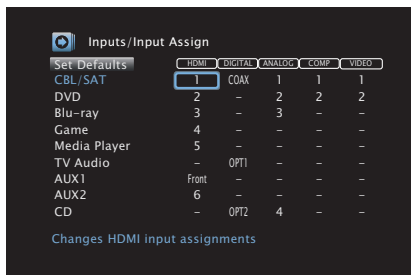 Inputs/Input Assign
Set Defaults HDMI DIGITAL ANALOG COMP VIDEO
CBL/SAT 1 COAX 1 1 1
DVD 2 – 2 2 2
Blu-ray 3 – 3 – –
Game 4 – – – –
Media Player 5 – – – –
TV Audio – OPT1 – – –
AUX1 Front – – – –
AUX2 6 – – – –
CD – OPT2 4 – –
Changes HDMI input assignments